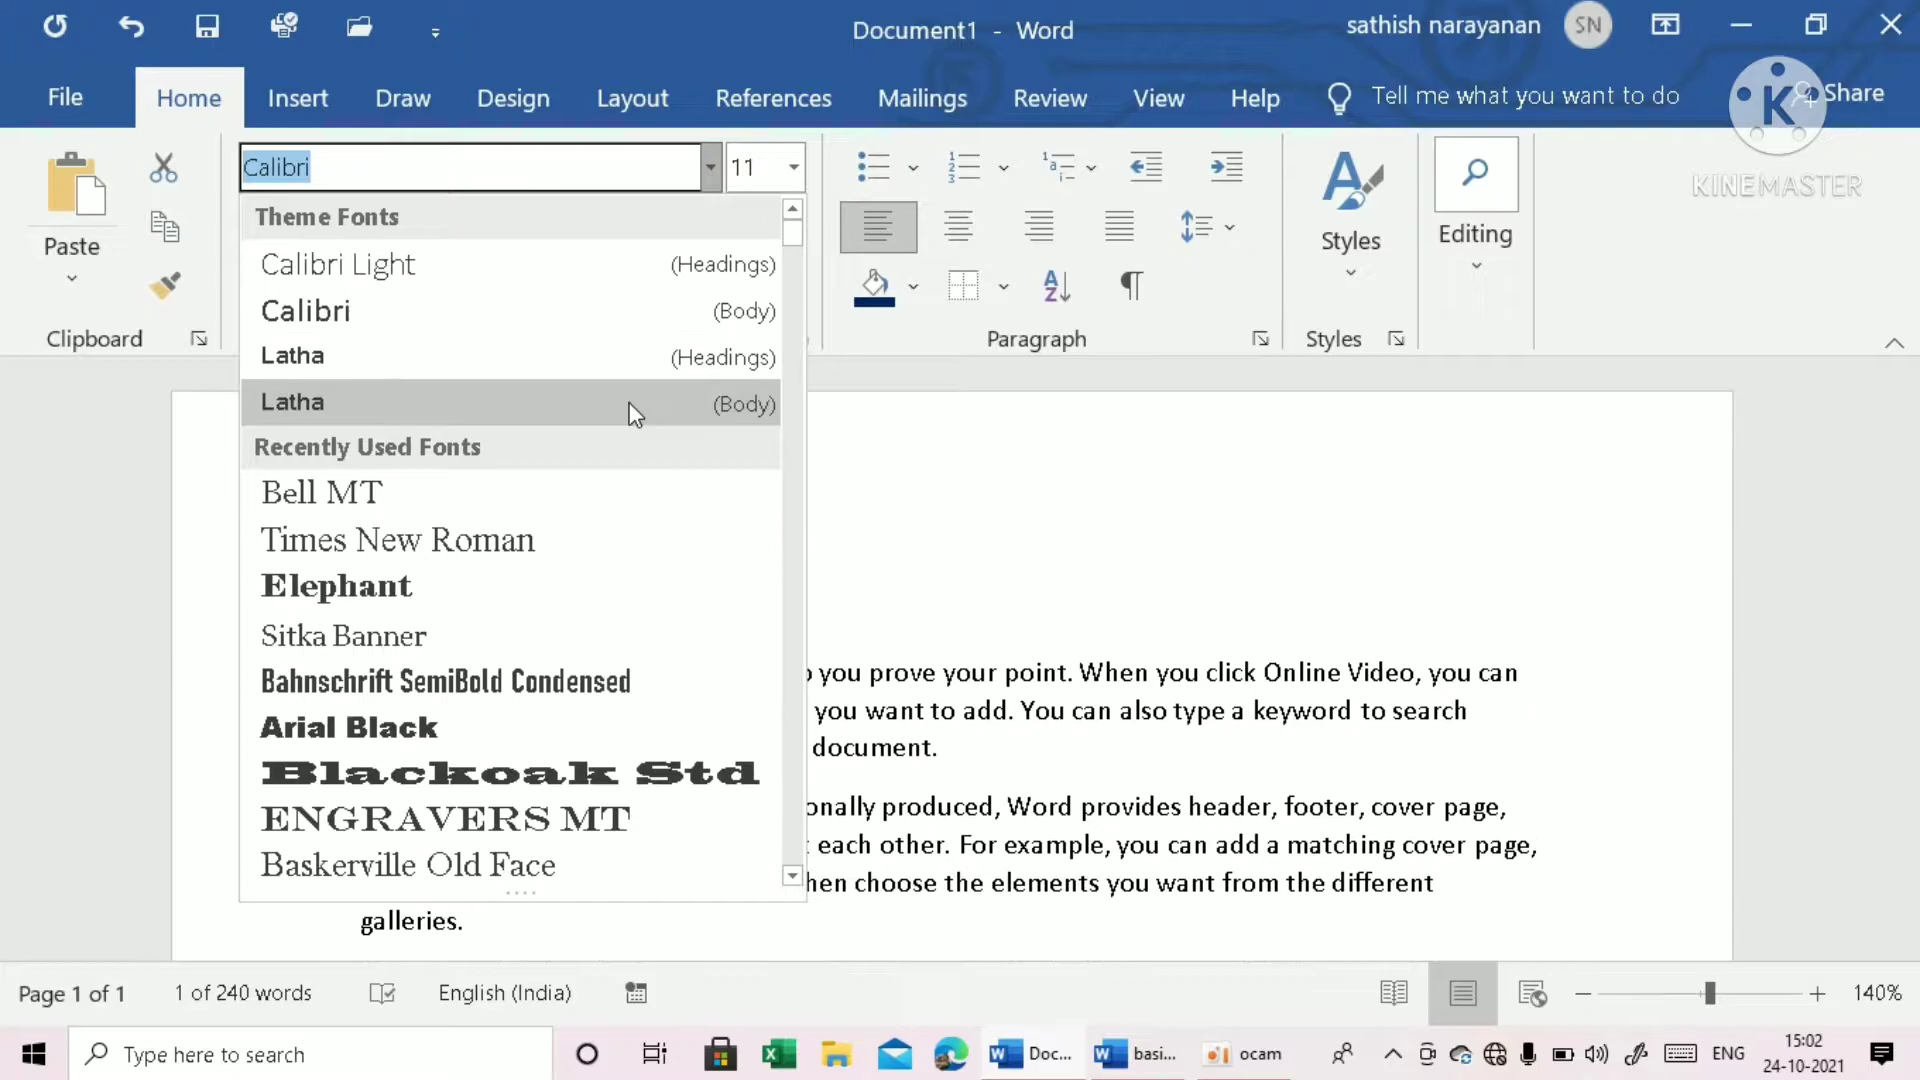 Document1 - Word
sathish narayanan
SN
File
Home
Insert
Draw
Design
Layout
References
Mailings
Review
View
Help
Tell me what you want to do
Share
K
KINEMASTER
Paste
Clipboard
Calibri
11
Paragraph
Styles
Styles
Editing
Theme Fonts
Calibri Light (Headings)
Calibri (Body)
Latha (Headings)
Latha (Body)
Recently Used Fonts
Bell MT
Times New Roman
Elephant
Sitka Banner
Bahnschrift SemiBold Condensed
Arial Black
Blackoak Std
ENGRAVERS MT
Baskerville Old Face
you prove your point. When you click Online Video, you can
you want to add. You can also type a keyword to search
document.
onally produced, Word provides header, footer, cover page,
each other. For example, you can add a matching cover page,
hen choose the elements you want from the different
galleries.
Page 1 of 1
1 of 240 words
English (India)
140%
Type here to search
Doc...
basi...
ocam
ENG
15:02
24-10-2021